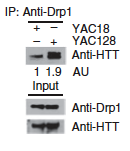 IP: Anti-Drp1
+ – YAC18
– + YAC128
Anti-HTT
1 1.9 AU
Input
Anti-Drp1
Anti-HTT